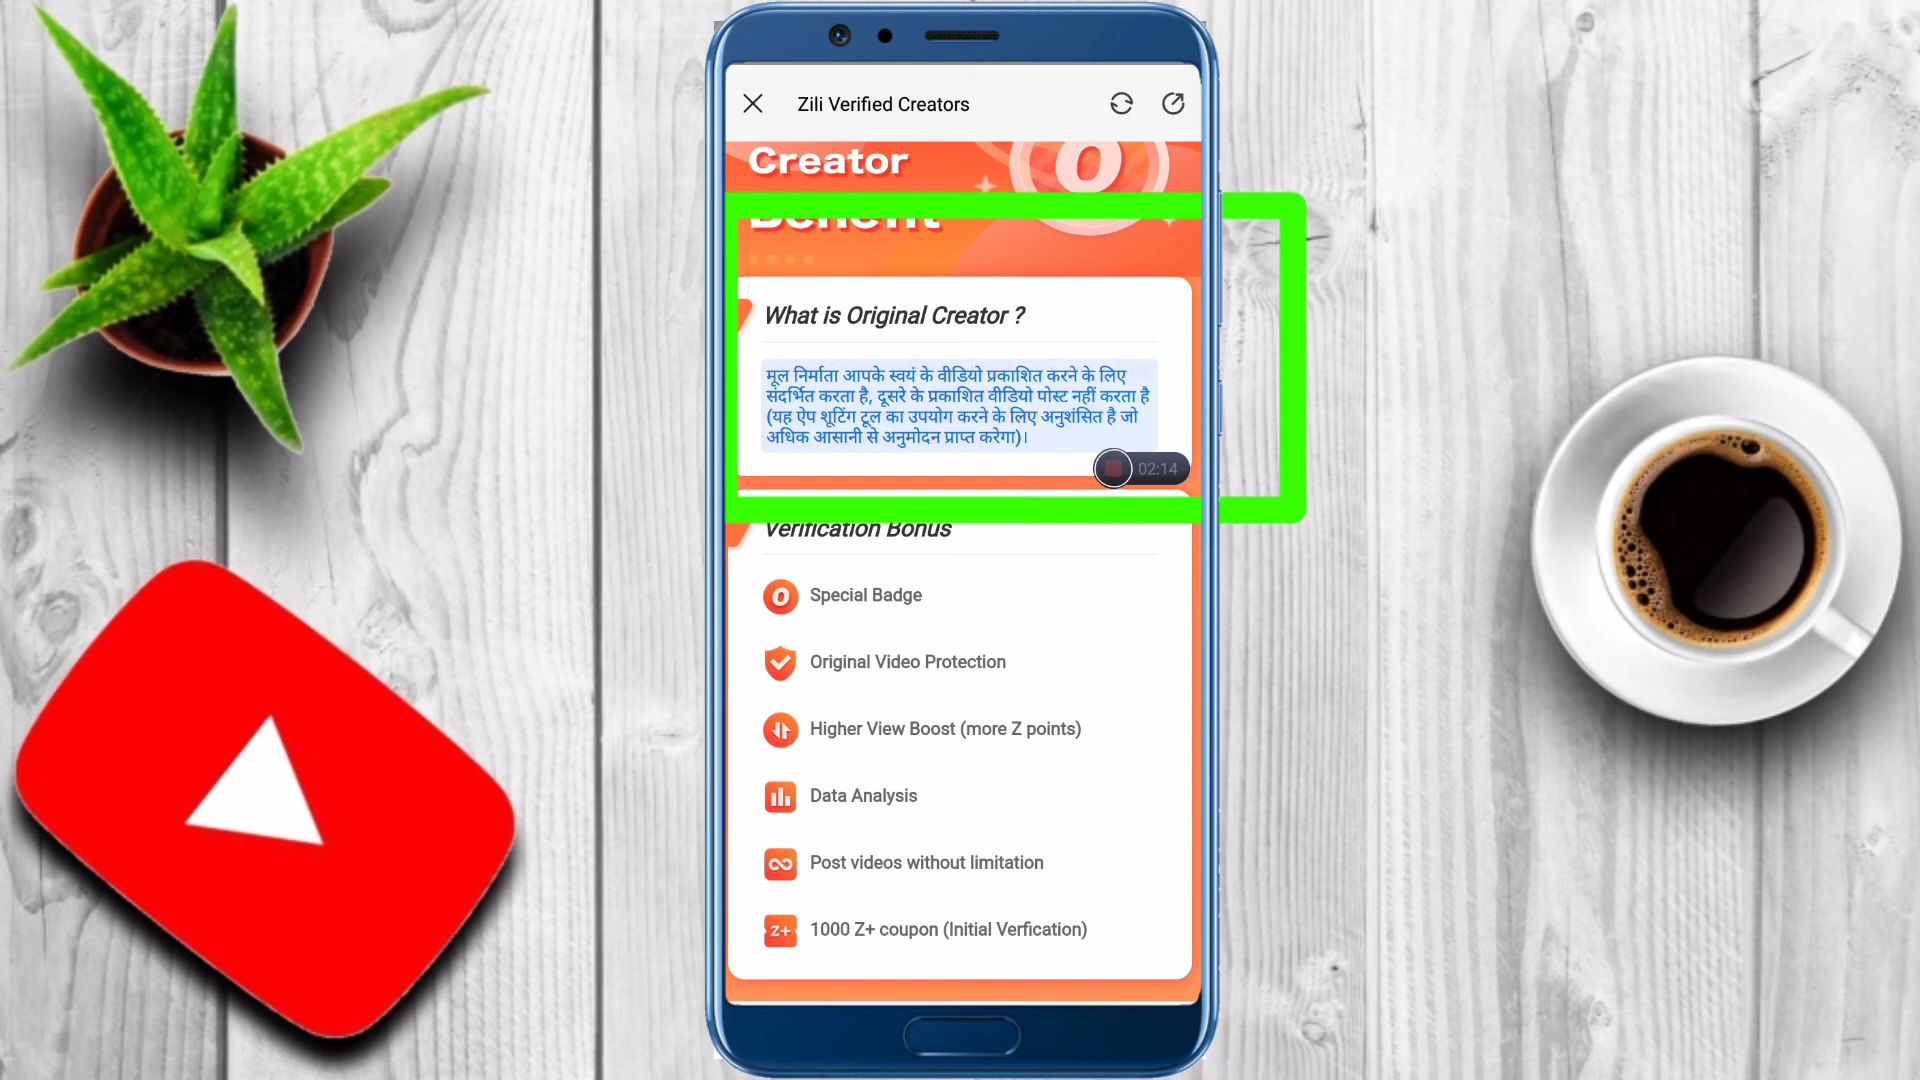 Zili Verified Creators
Creator
Benefit
What is Original Creator ?
मूल निर्माता आपके स्वयं के वीडियो प्रकाशित करने के लिए
संदर्भित करता है, दूसरे के प्रकाशित वीडियो पोस्ट नहीं करता है
(यह ऐप शूटिंग टूल का उपयोग करने के लिए अनुशंसित है जो
अधिक आसानी से अनुमोदन प्राप्त करेगा)।
02:14
Verification Bonus
Special Badge
Original Video Protection
Higher View Boost (more Z points)
Data Analysis
Post videos without limitation
Z+
1000 Z+ coupon (Initial Verfication)